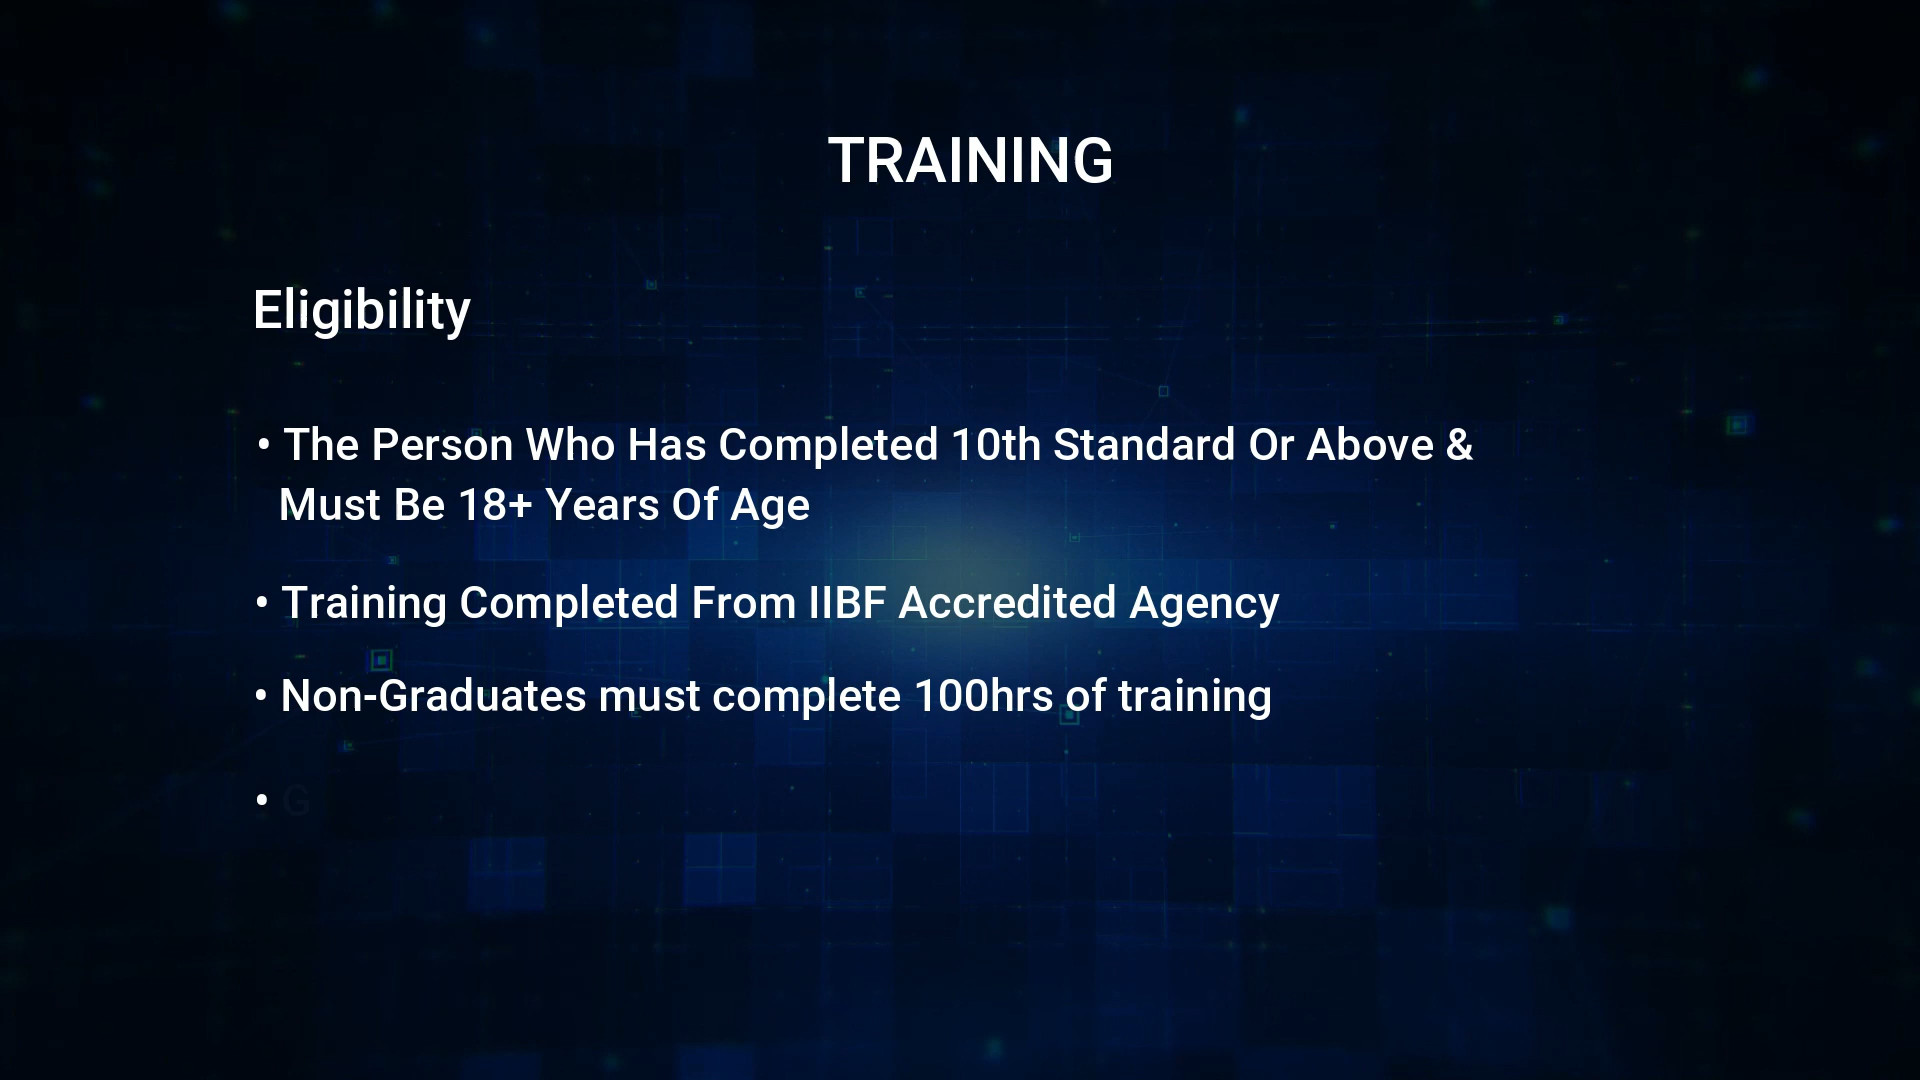 TRAINING
Eligibility
• The Person Who Has Completed 10th Standard Or Above &
Must Be 18+ Years Of Age
• Training Completed From IIBF Accredited Agency
• Non-Graduates must complete 100hrs of training
• G